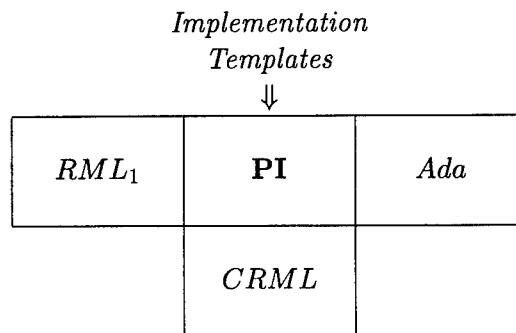 Implementation
Templates
⇓
RML₁ PI Ada
CRML